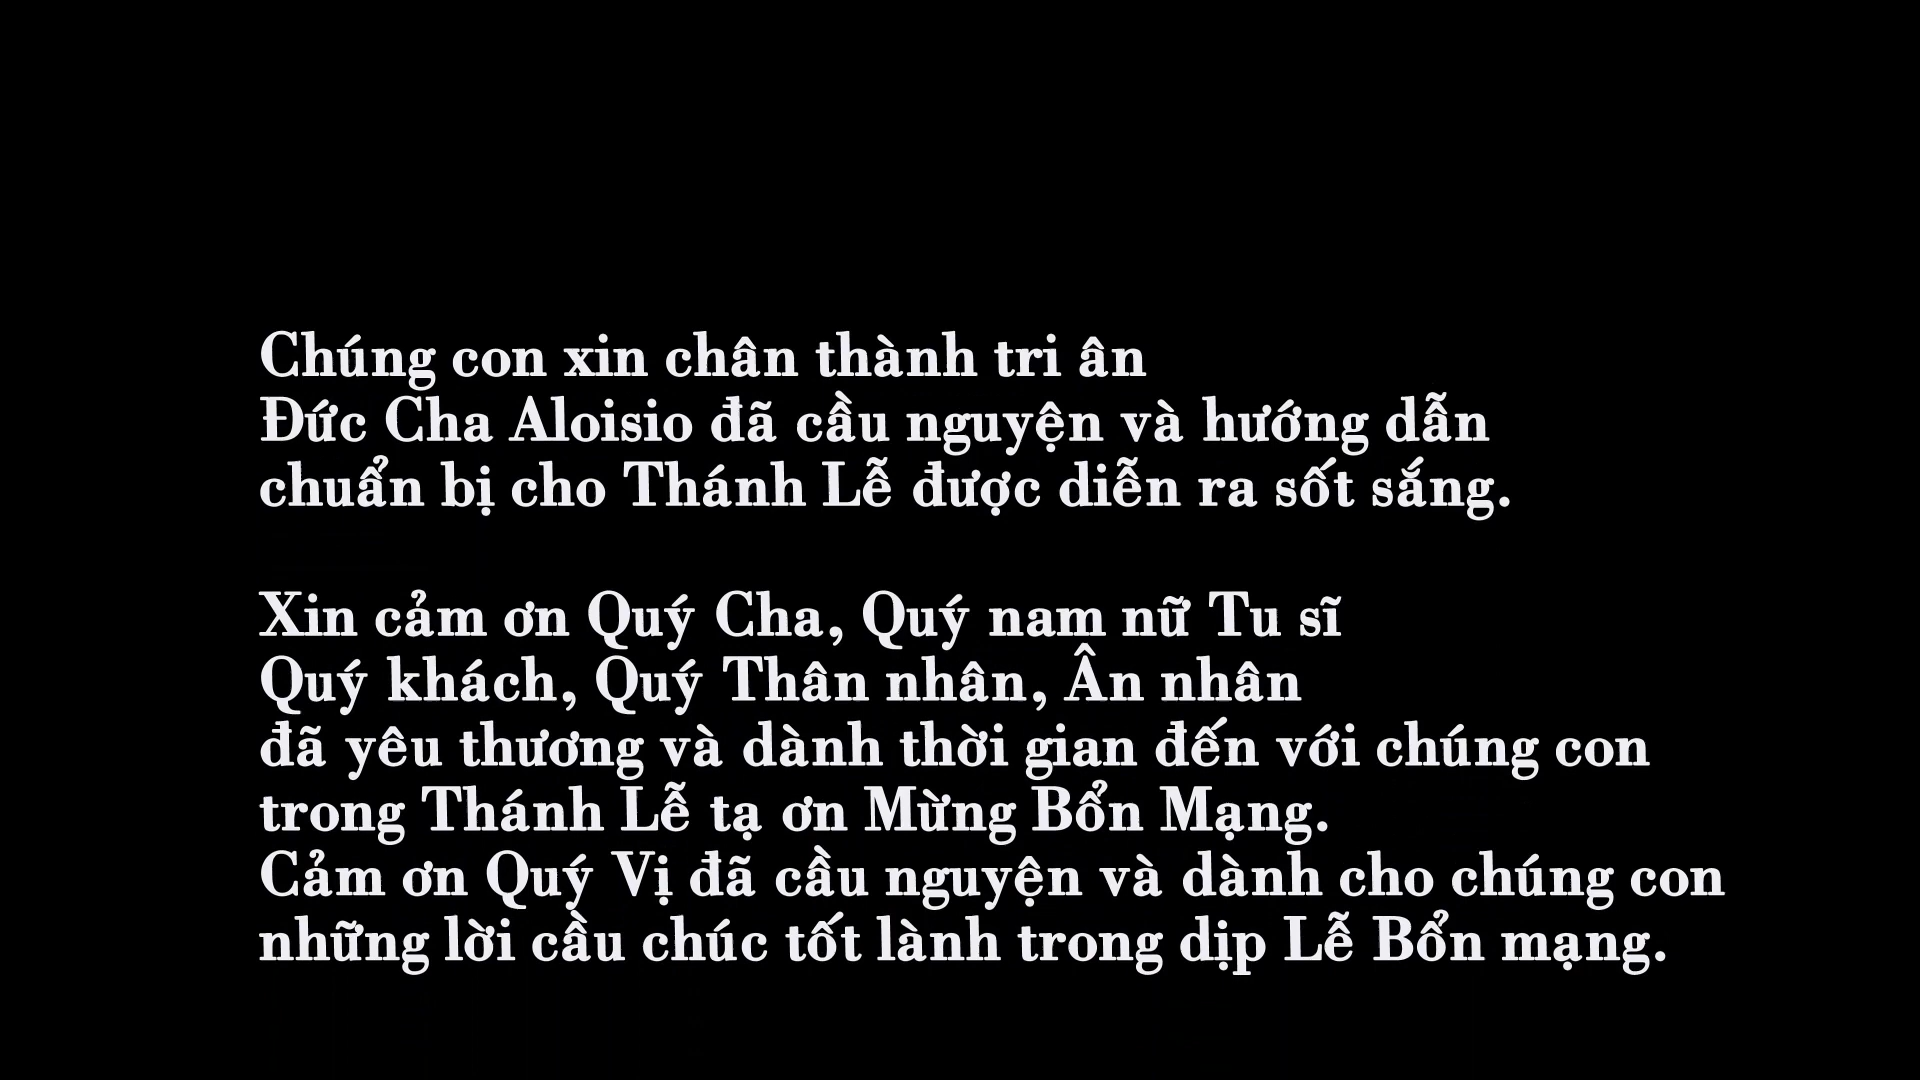 Chúng con xin chân thành tri ân
Đức Cha Aloisio đã cầu nguyện và hướng dẫn
chuẩn bị cho Thánh Lễ được diễn ra sốt sắng.
Xin cảm ơn Quý Cha, Quý nam nữ Tu sĩ
Quý khách, Quý Thân nhân, Ân nhân
đã yêu thương và dành thời gian đến với chúng con
trong Thánh Lễ tạ ơn Mừng Bổn Mạng.
Cảm ơn Quý Vị đã cầu nguyện và dành cho chúng con
những lời cầu chúc tốt lành trong dịp Lễ Bổn mạng.